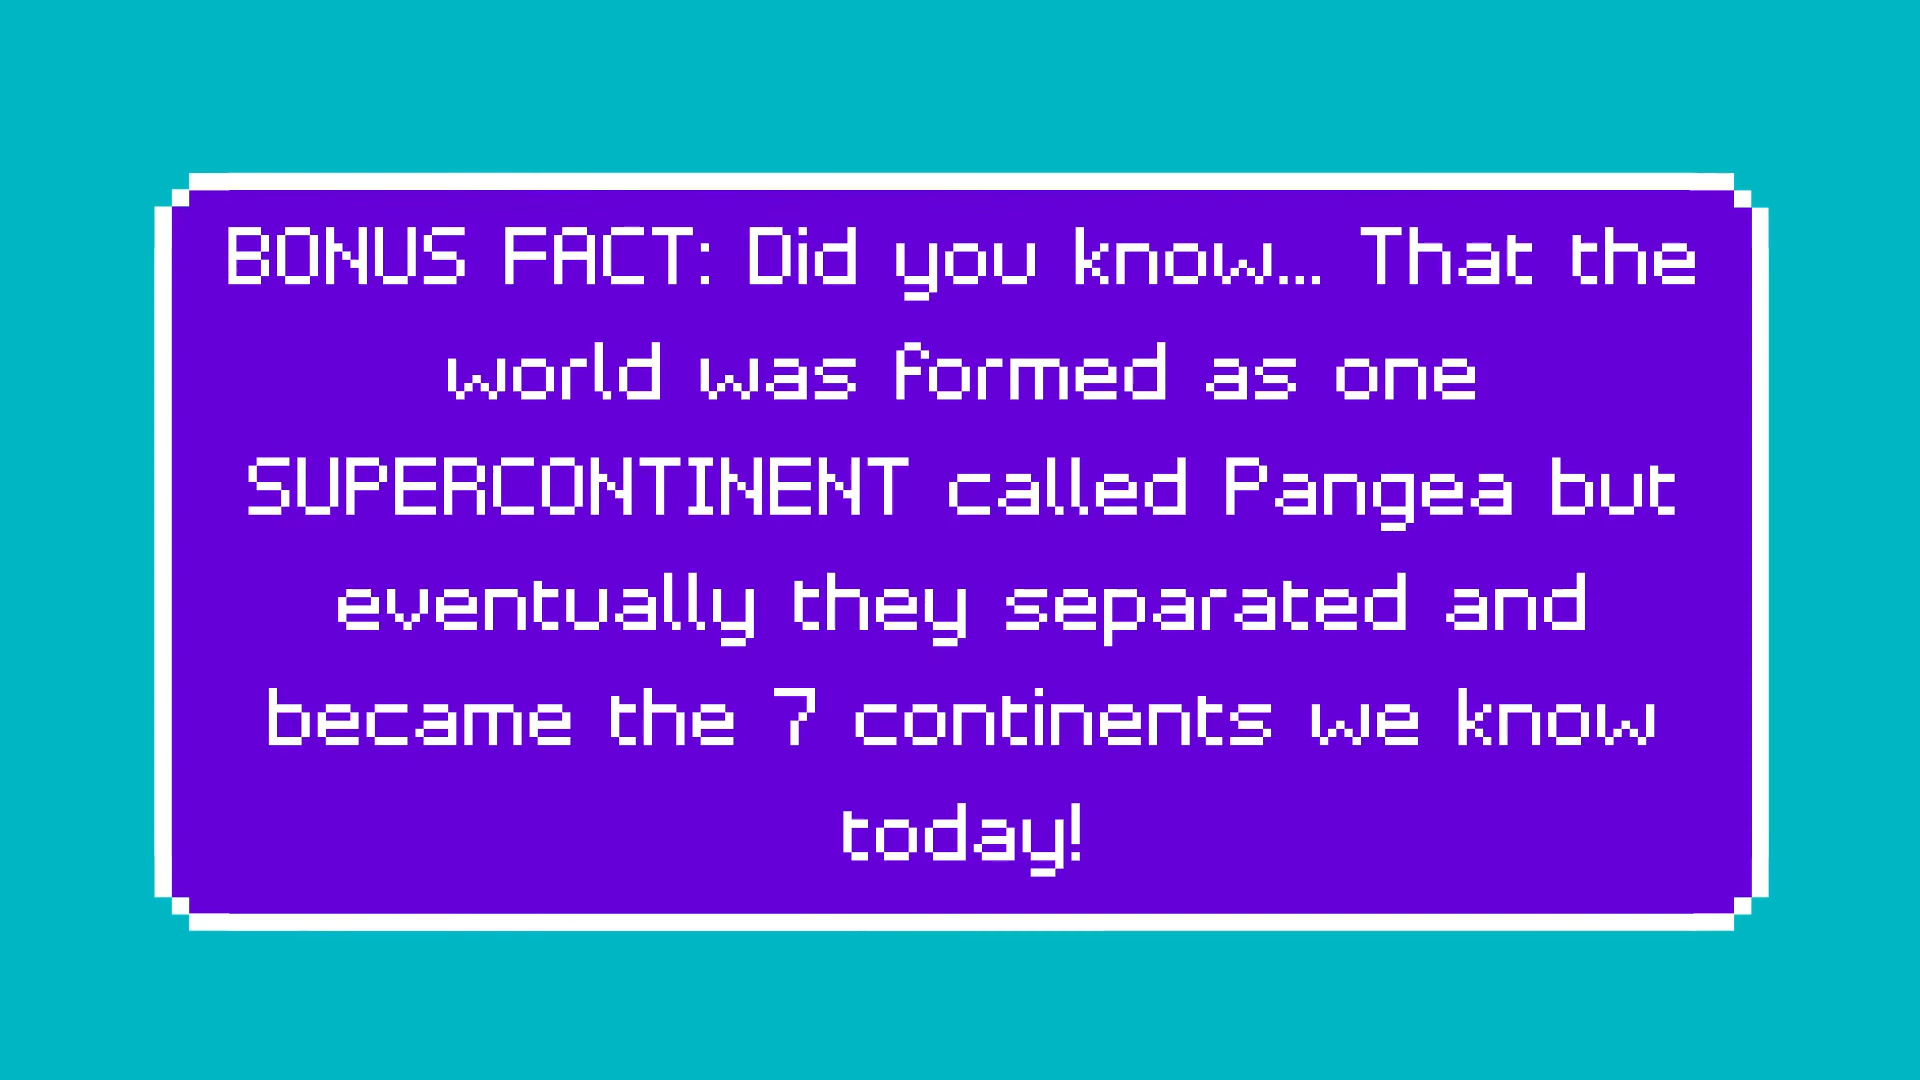 BONUS FACT: Did you know... That the
world was formed as one
SUPERCONTINENT called Pangea but
eventually they separated and
became the 7 continents we know
today!